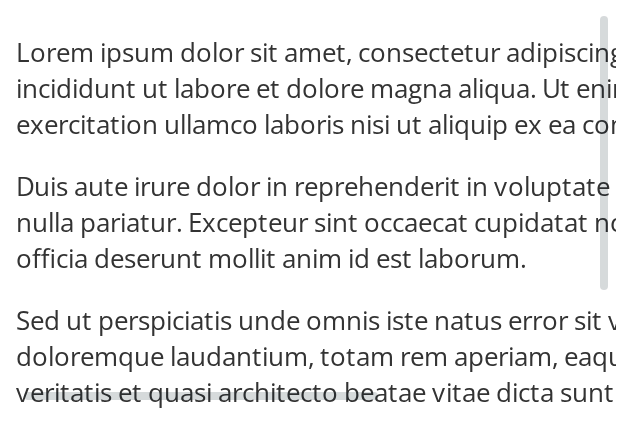 Lorem ipsum dolor sit amet, consectetur adipiscing
incididunt ut labore et dolore magna aliqua. Ut eni
exercitation ullamco laboris nisi ut aliquip ex ea co
Duis aute irure dolor in reprehenderit in voluptate
nulla pariatur. Excepteur sint occaecat cupidatat no
officia deserunt mollit anim id est laborum.
Sed ut perspiciatis unde omnis iste natus error sit v
doloremque laudantium, totam rem aperiam, eaqu
veritatis et quasi architecto beatae vitae dicta sunt